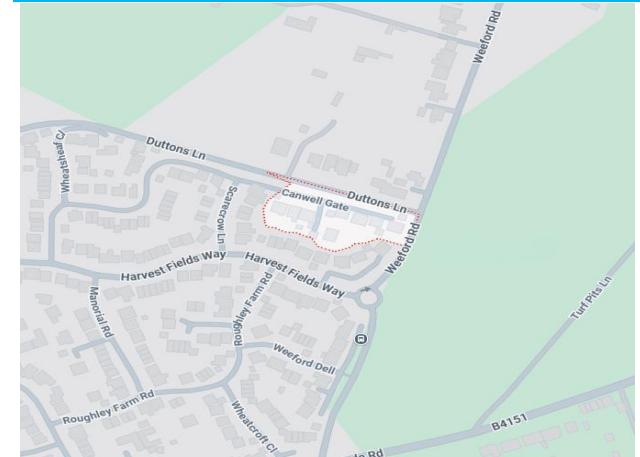 Weeford Rd
Duttons Ln
Wheatsheaf Cl
Scarecrow Ln
Canwell Gate
Duttons Ln
Weeford Rd
Harvest Fields Way
Harvest Fields Way
Manorial Rd
Roughley Farm Rd
Turf Pits Ln
Weeford Dell
Roughley Farm Rd
Wheatcroft Cl
B4151
Rd